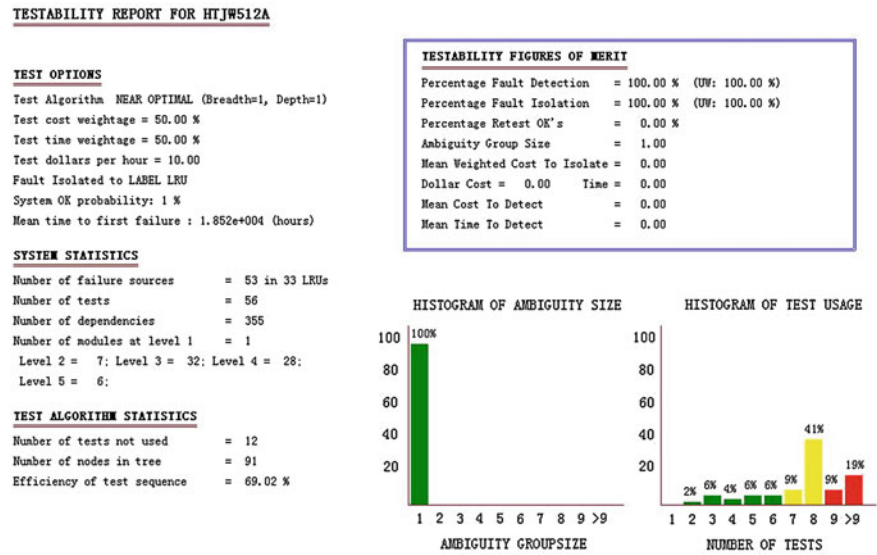 TESTABILITY REPORT FOR HTJW512A
TEST OPTIONS
Test Algorithm NEAR OPTIMAL (Breadth=1, Depth=1)
Test cost weightage = 50.00 %
Test time weightage = 50.00 %
Test dollars per hour = 10.00
Fault Isolated to LABEL LRU
System OK probability: 1 %
Mean time to first failure : 1.852e+004 (hours)
SYSTEM STATISTICS
Number of failure sources = 53 in 33 LRUs
Number of tests = 56
Number of dependencies = 355
Number of modules at level 1 = 1
Level 2 = 7; Level 3 = 32; Level 4 = 28;
Level 5 = 6;
TEST ALGORITHM STATISTICS
Number of tests not used = 12
Number of nodes in tree = 91
Efficiency of test sequence = 69.02 %
TESTABILITY FIGURES OF MERIT
Percentage Fault Detection = 100.00 % (UW: 100.00 %)
Percentage Fault Isolation = 100.00 % (UW: 100.00 %)
Percentage Retest OK's = 0.00 %
Ambiguity Group Size = 1.00
Mean Weighted Cost To Isolate = 0.00
Dollar Cost = 0.00 Time = 0.00
Mean Cost To Detect = 0.00
Mean Time To Detect = 0.00
HISTOGRAM OF AMBIGUITY SIZE
100 100%
80
60
40
20
1 2 3 4 5 6 7 8 9 >9
AMBIGUITY GROUPSIZE
HISTOGRAM OF TEST USAGE
100
80
60
40 41%
20 2% 6% 4% 6% 6% 9% 9% 19%
1 2 3 4 5 6 7 8 9 >9
NUMBER OF TESTS